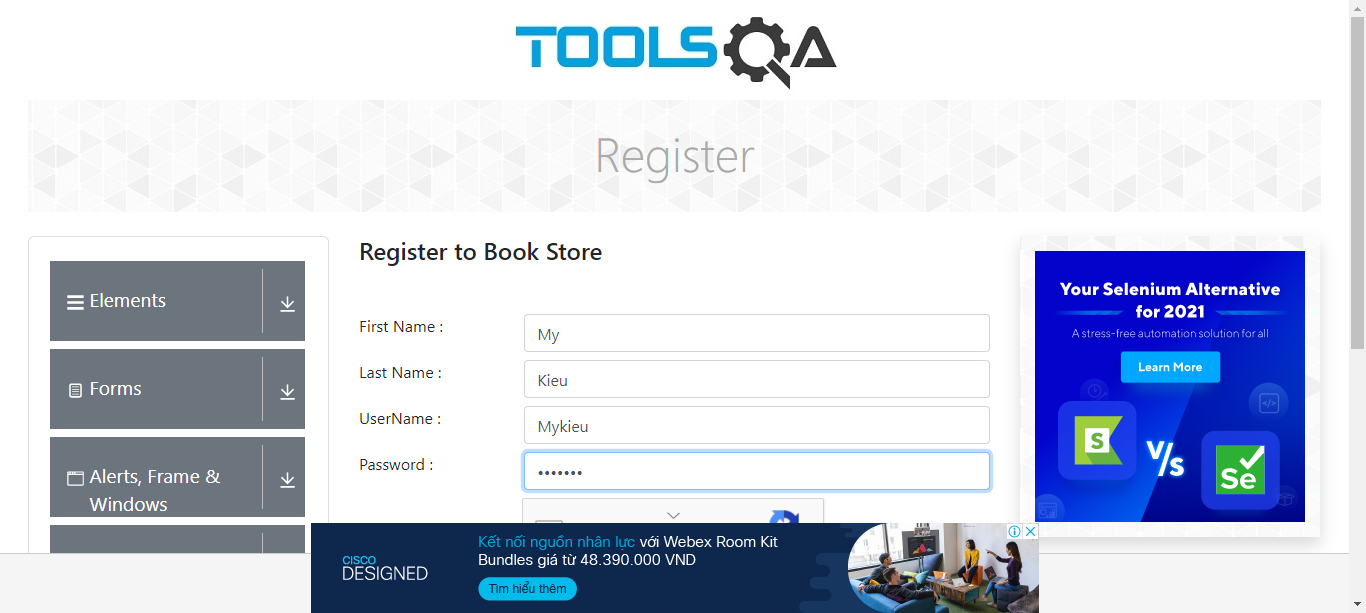 TOOLSQA
Register
Elements
Forms
Alerts, Frame &
Windows
Register to Book Store
First Name :
My
Last Name :
Kieu
UserName :
Mykieu
Password :
•••••••
Your Selenium Alternative
for 2021
A stress-free automation solution for all
Learn More
S
V/s
Se
CISCO
DESIGNED
Kết nối nguồn nhân lực với Webex Room Kit
Bundles giá từ 48.390.000 VND
Tìm hiểu thêm